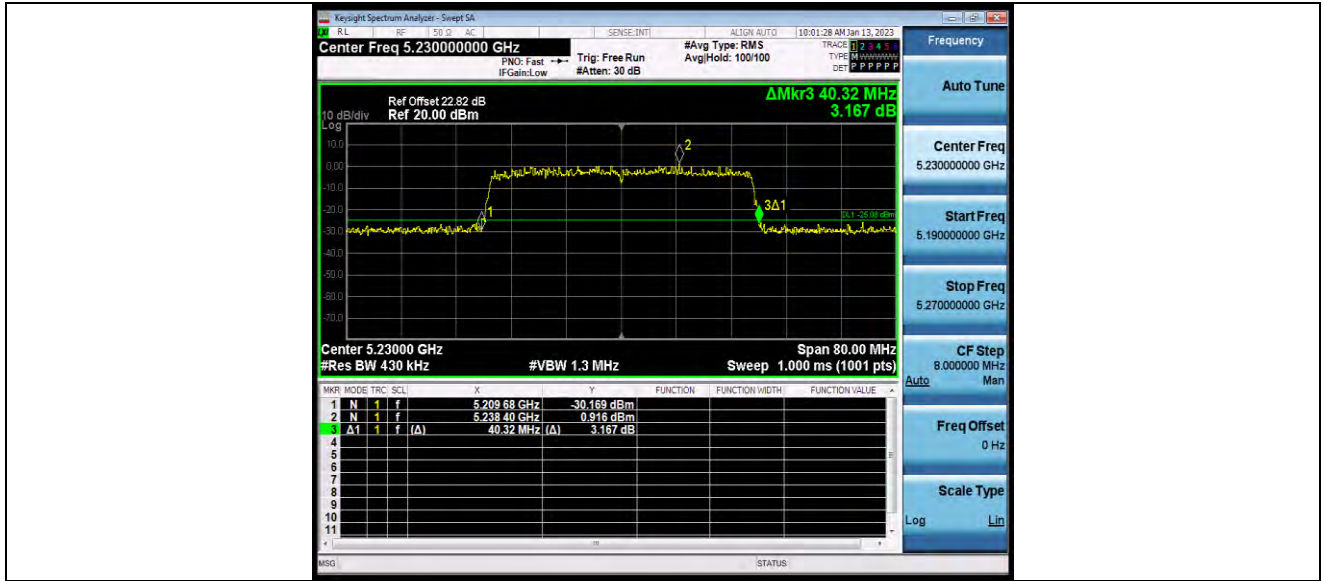 Keysight Spectrum Analyzer - Swept SA
RL RF 50 Ω AC SENSE:INT ALIGN AUTO 10:01:28 AM Jan 13, 2023
Center Freq 5.230000000 GHz
PNO: Fast
IFGain:Low
Trig: Free Run
#Atten: 30 dB
#Avg Type: RMS
Avg|Hold: 100/100
TRACE 1 2 3 4 5 6
TYPE M WWWWW
DET P P P P P P
Ref Offset 22.82 dB
10 dB/div Ref 20.00 dBm
Log
ΔMkr3 40.32 MHz
3.167 dB
10.0
0.00
-10.0
-20.0
-30.0
-40.0
-50.0
-60.0
-70.0
1
2
3Δ1
DL1 -25.08 dBm
Center 5.23000 GHz Span 80.00 MHz
#Res BW 430 kHz #VBW 1.3 MHz Sweep 1.000 ms (1001 pts)
MKR MODE TRC SCL X Y FUNCTION FUNCTION WIDTH FUNCTION VALUE
1 N 1 f 5.209 68 GHz -30.169 dBm
2 N 1 f 5.238 40 GHz 0.916 dBm
3 Δ1 1 f (Δ) 40.32 MHz (Δ) 3.167 dB
4
5
6
7
8
9
10
11
MSG STATUS
Frequency
Auto Tune
Center Freq
5.230000000 GHz
Start Freq
5.190000000 GHz
Stop Freq
5.270000000 GHz
CF Step
8.000000 MHz
Auto Man
Freq Offset
0 Hz
Scale Type
Log Lin